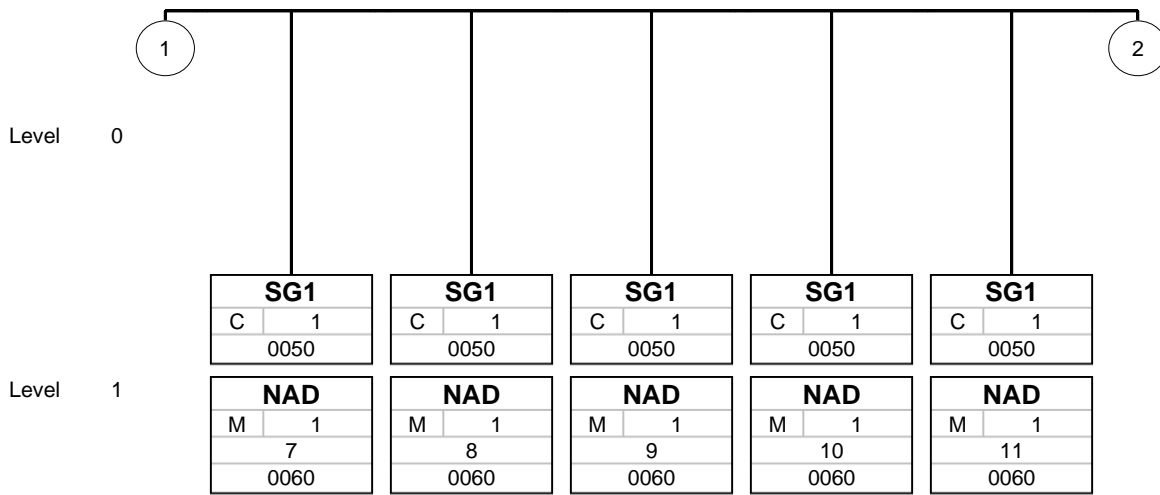 1 2
Level 0
SG1 SG1 SG1 SG1 SG1
C 1 C 1 C 1 C 1 C 1
0050 0050 0050 0050 0050
Level 1
NAD NAD NAD NAD NAD
M 1 M 1 M 1 M 1 M 1
7 8 9 10 11
0060 0060 0060 0060 0060